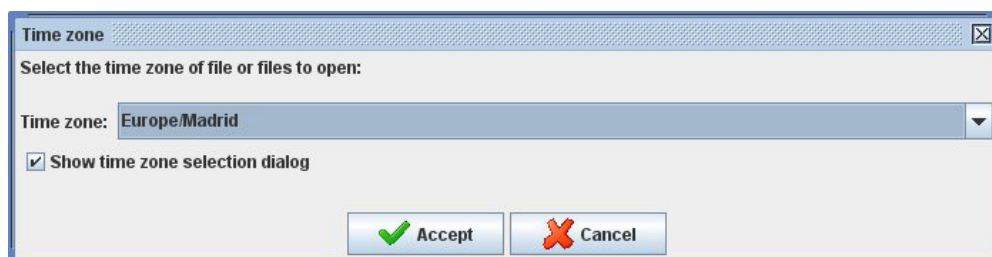 Time zone
Select the time zone of file or files to open:
Time zone: Europe/Madrid
Show time zone selection dialog
Accept Cancel